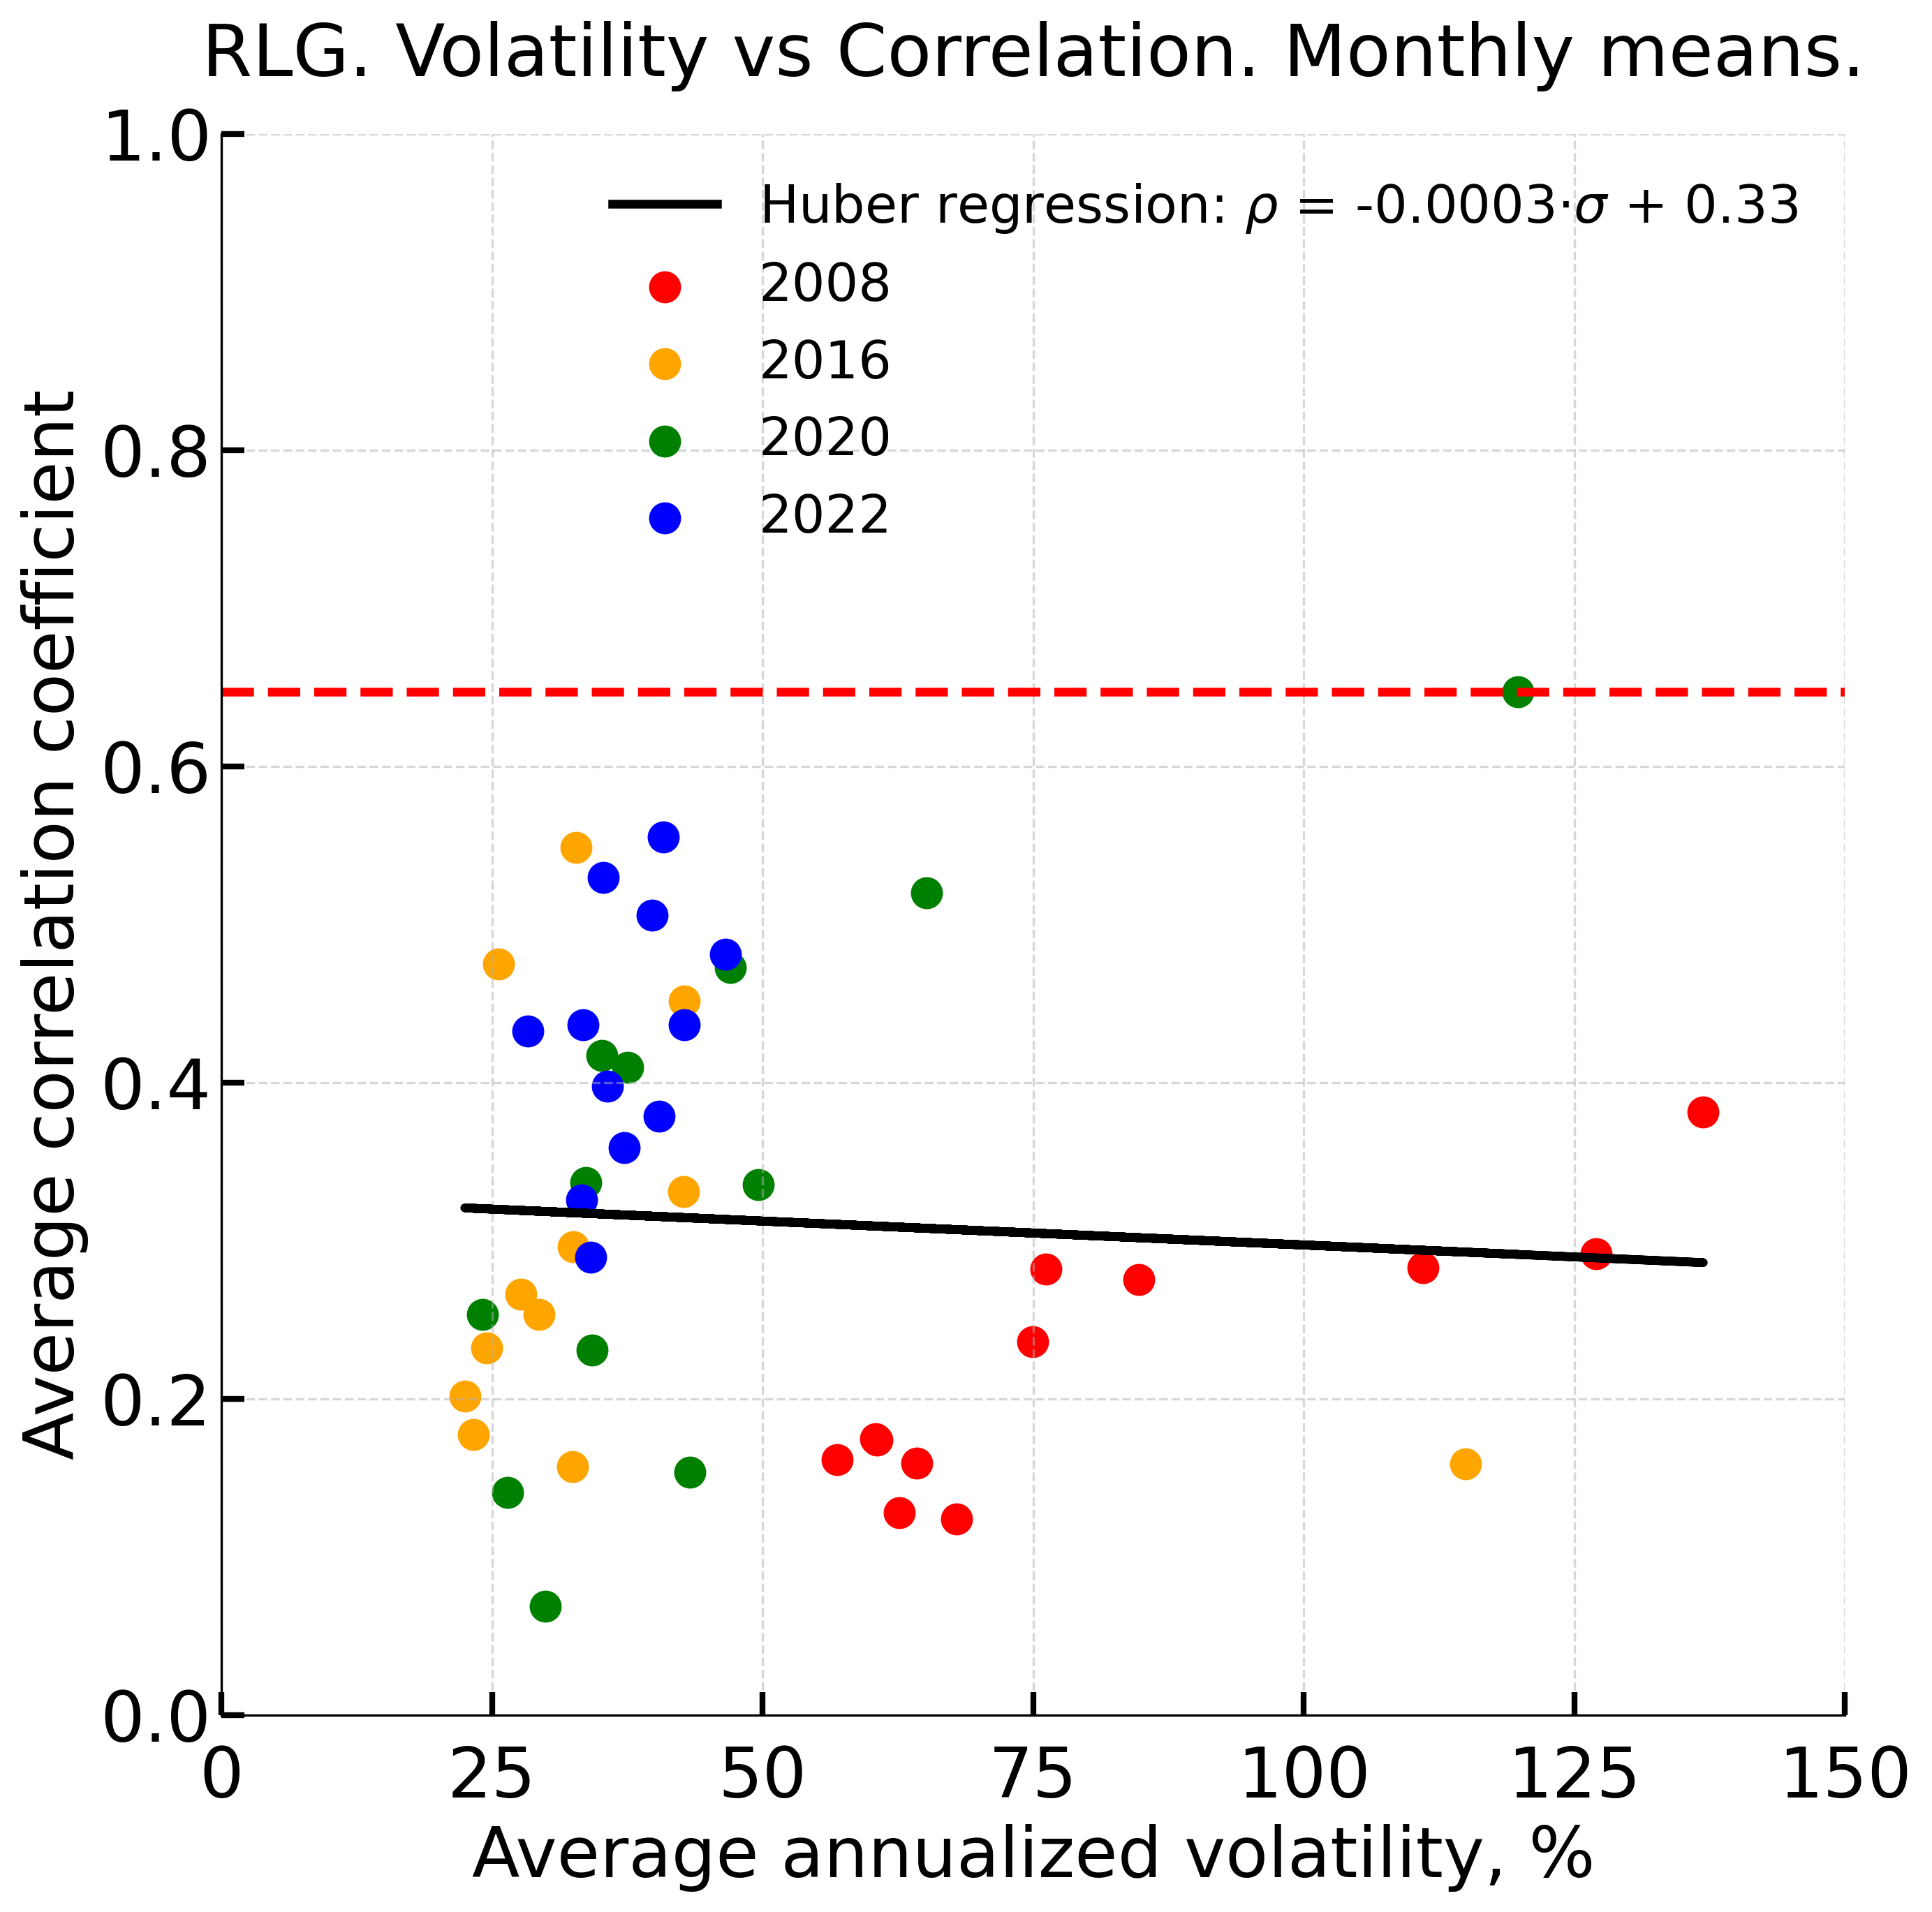 RLG. Volatility vs Correlation. Monthly means.
1.0
0.8
0.6
0.4
0.2
0.0
Average correlation coefficient
Huber regression: ρ = -0.0003·σ + 0.33
2008
2016
2020
2022
0 25 50 75 100 125 150
Average annualized volatility, %